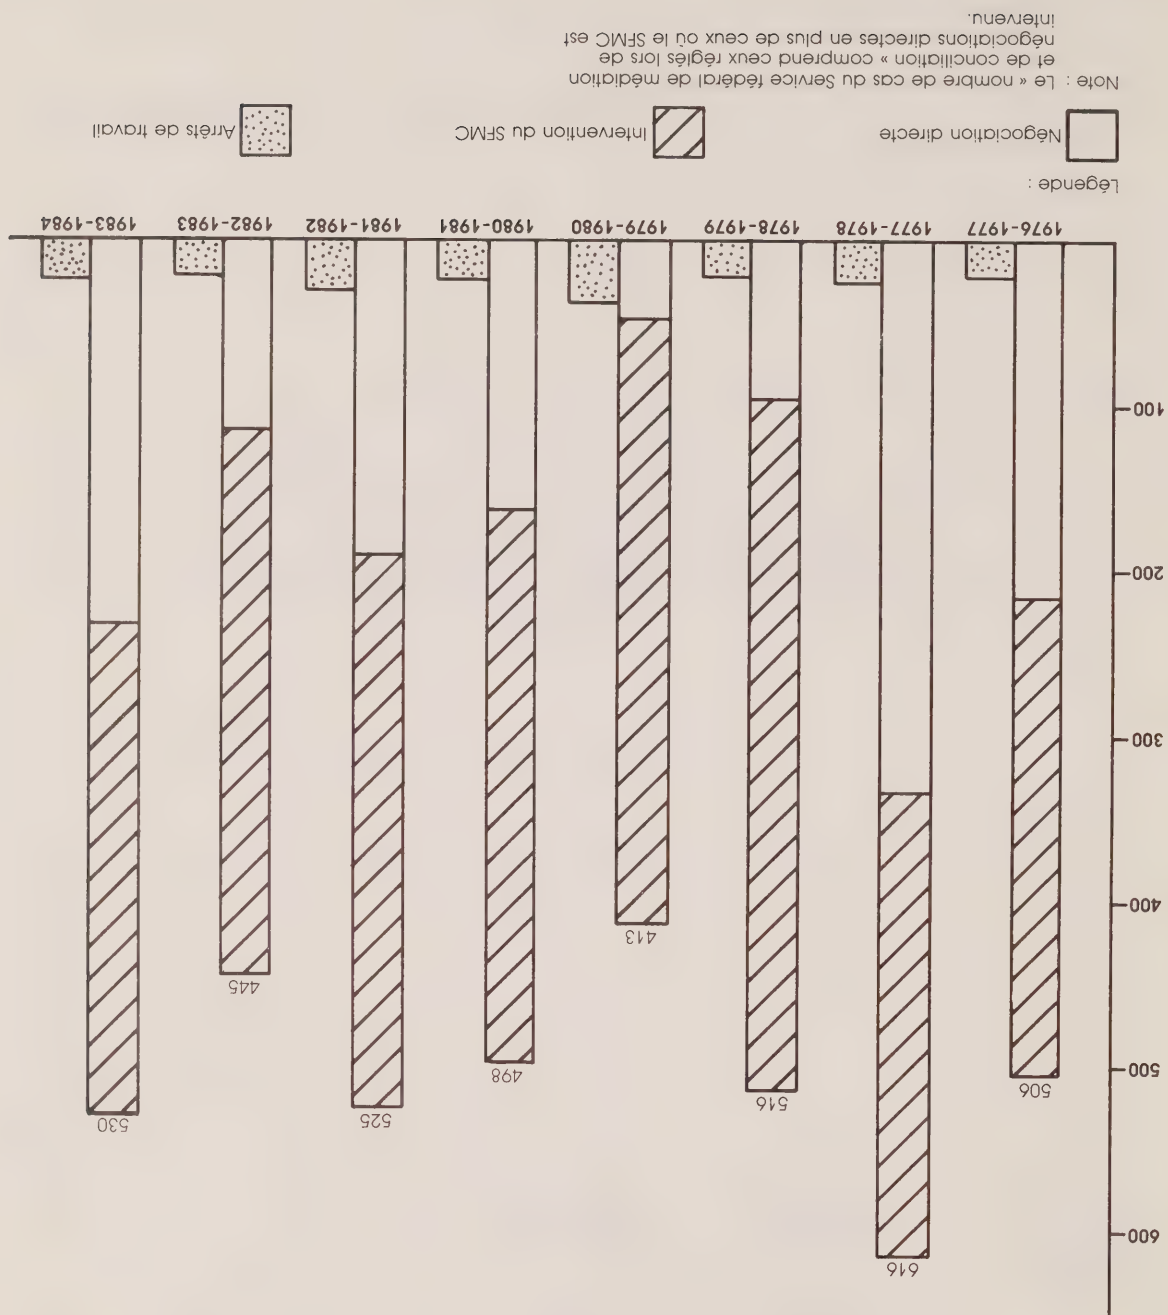 616
600
530
525
516
506
500
498
445
413
400
300
200
100
1976-1977 1977-1978 1978-1979 1979-1980 1980-1981 1981-1982 1982-1983 1983-1984
Légende :
Négociation directe Intervention du SFMC Arrêts de travail
Note : Le « nombre de cas du Service fédéral de médiation
et de conciliation » comprend ceux réglés lors de
négociations directes en plus de ceux où le SFMC est
intervenu.